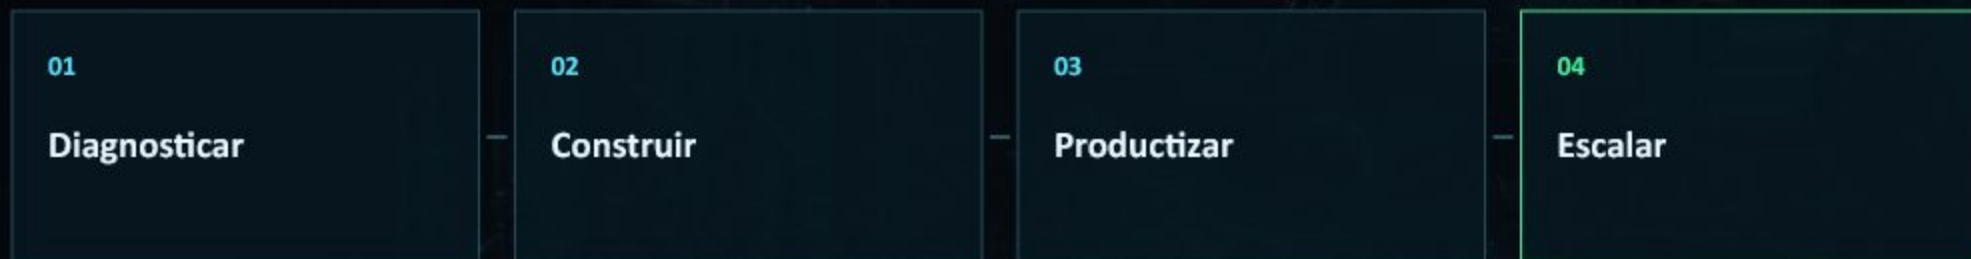 01
Diagnosticar
02
Construir
03
Productizar
04
Escalar